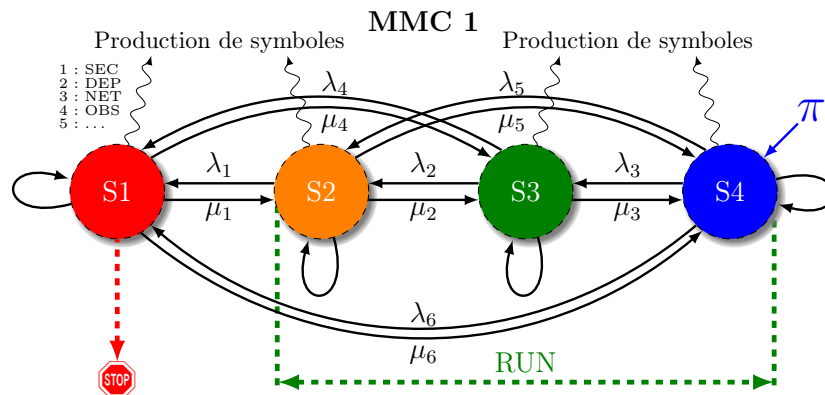 MMC 1
Production de symboles
Production de symboles
1 : SEC
2 : DEP
3 : NET
4 : OBS
5 : ...
λ4
μ4
λ5
μ5
π
S1
λ1
μ1
S2
λ2
μ2
S3
λ3
μ3
S4
λ6
μ6
RUN
STOP